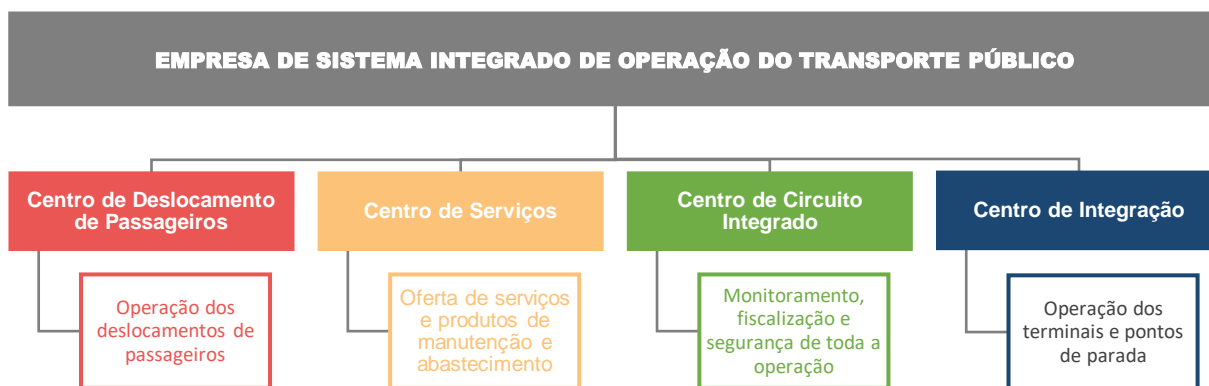 EMPRESA DE SISTEMA INTEGRADO DE OPERAÇÃO DO TRANSPORTE PÚBLICO
Centro de Deslocamento
de Passageiros
Operação dos
deslocamentos de
passageiros
Centro de Serviços
Oferta de serviços
e produtos de
manutenção e
abastecimento
Centro de Circuito
Integrado
Monitoramento,
fiscalização e
segurança de toda a
operação
Centro de Integração
Operação dos
terminais e pontos
de parada